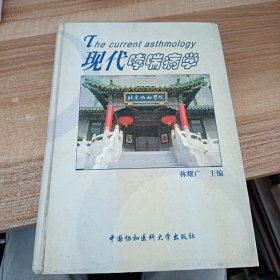 The current asthmology
现代哮喘病学
北京协和医院
林耀广 主编
中国协和医科大学出版社